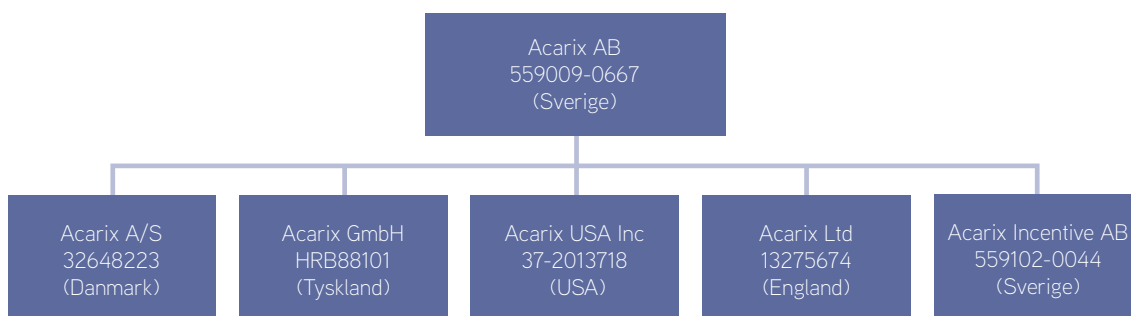 Acarix AB
559009-0667
(Sverige)
Acarix A/S
32648223
(Danmark)
Acarix GmbH
HRB88101
(Tyskland)
Acarix USA Inc
37-2013718
(USA)
Acarix Ltd
13275674
(England)
Acarix Incentive AB
559102-0044
(Sverige)